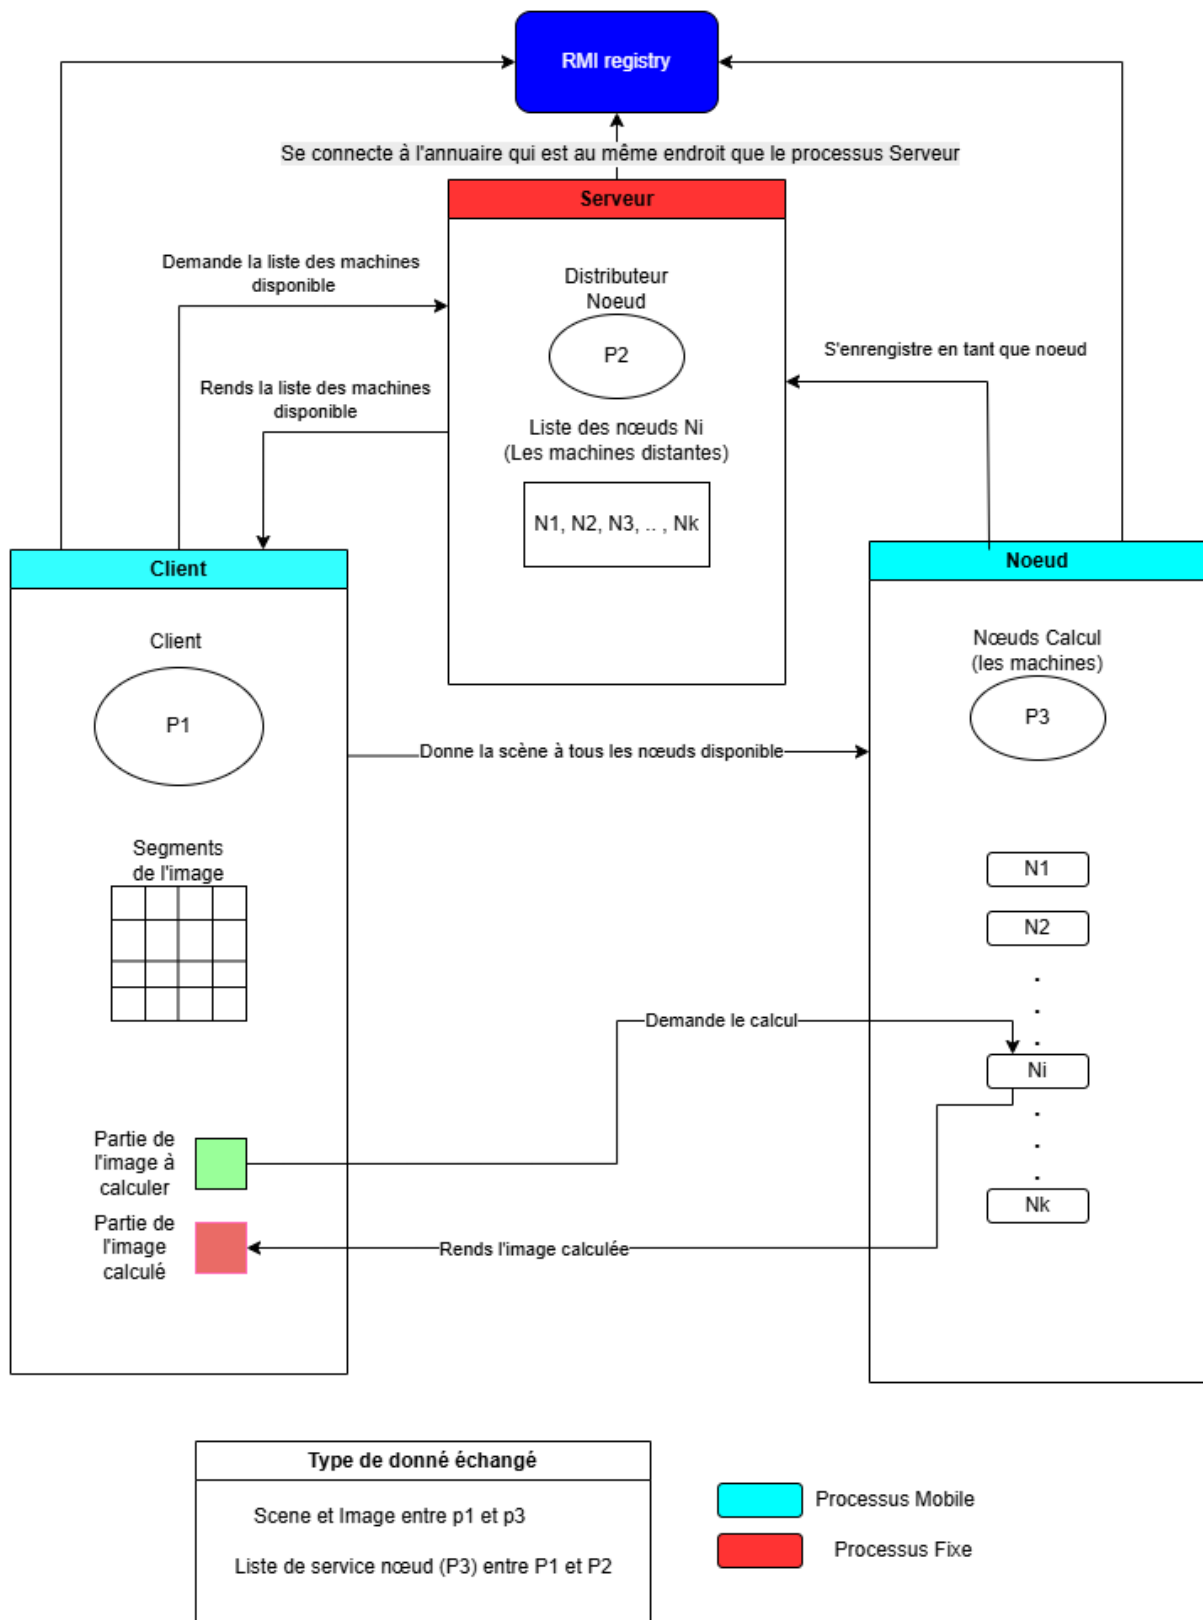 RMI registry
Se connecte à l'annuaire qui est au même endroit que le processus Serveur
Serveur
Demande la liste des machines
disponible
Distributeur
Noeud
P2
S'enrengistre en tant que noeud
Rends la liste des machines
disponible
Liste des nœuds Ni
(Les machines distantes)
N1, N2, N3, .. , Nk
Client
Noeud
Client
P1
Nœuds Calcul
(les machines)
P3
Donne la scène à tous les nœuds disponible
Segments
de l'image
N1
N2
.
.
.
Demande le calcul
Ni
.
.
.
Nk
Partie de
l'image à
calculer
Partie de
l'image
calculé
Rends l'image calculée
Type de donné échangé
Scene et Image entre p1 et p3
Liste de service nœud (P3) entre P1 et P2
Processus Mobile
Processus Fixe